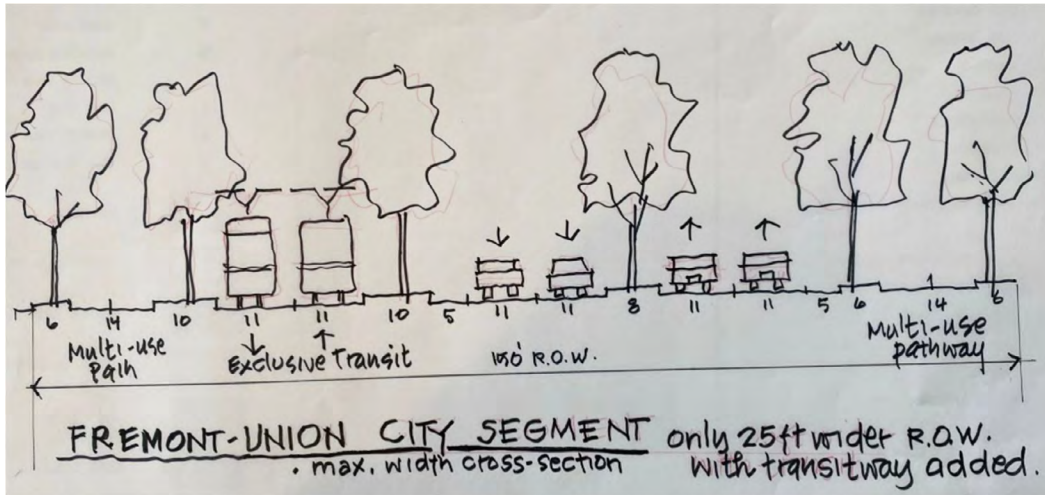 6 14 10 11 11 10 5 11 11 8 11 11 5 6 14 6
Multi-use
Path
Exclusive Transit
150' R.O.W.
Multi-use
pathway
FREMONT-UNION CITY SEGMENT
• max. width cross-section
only 25ft wider R.O.W.
with transitway added.